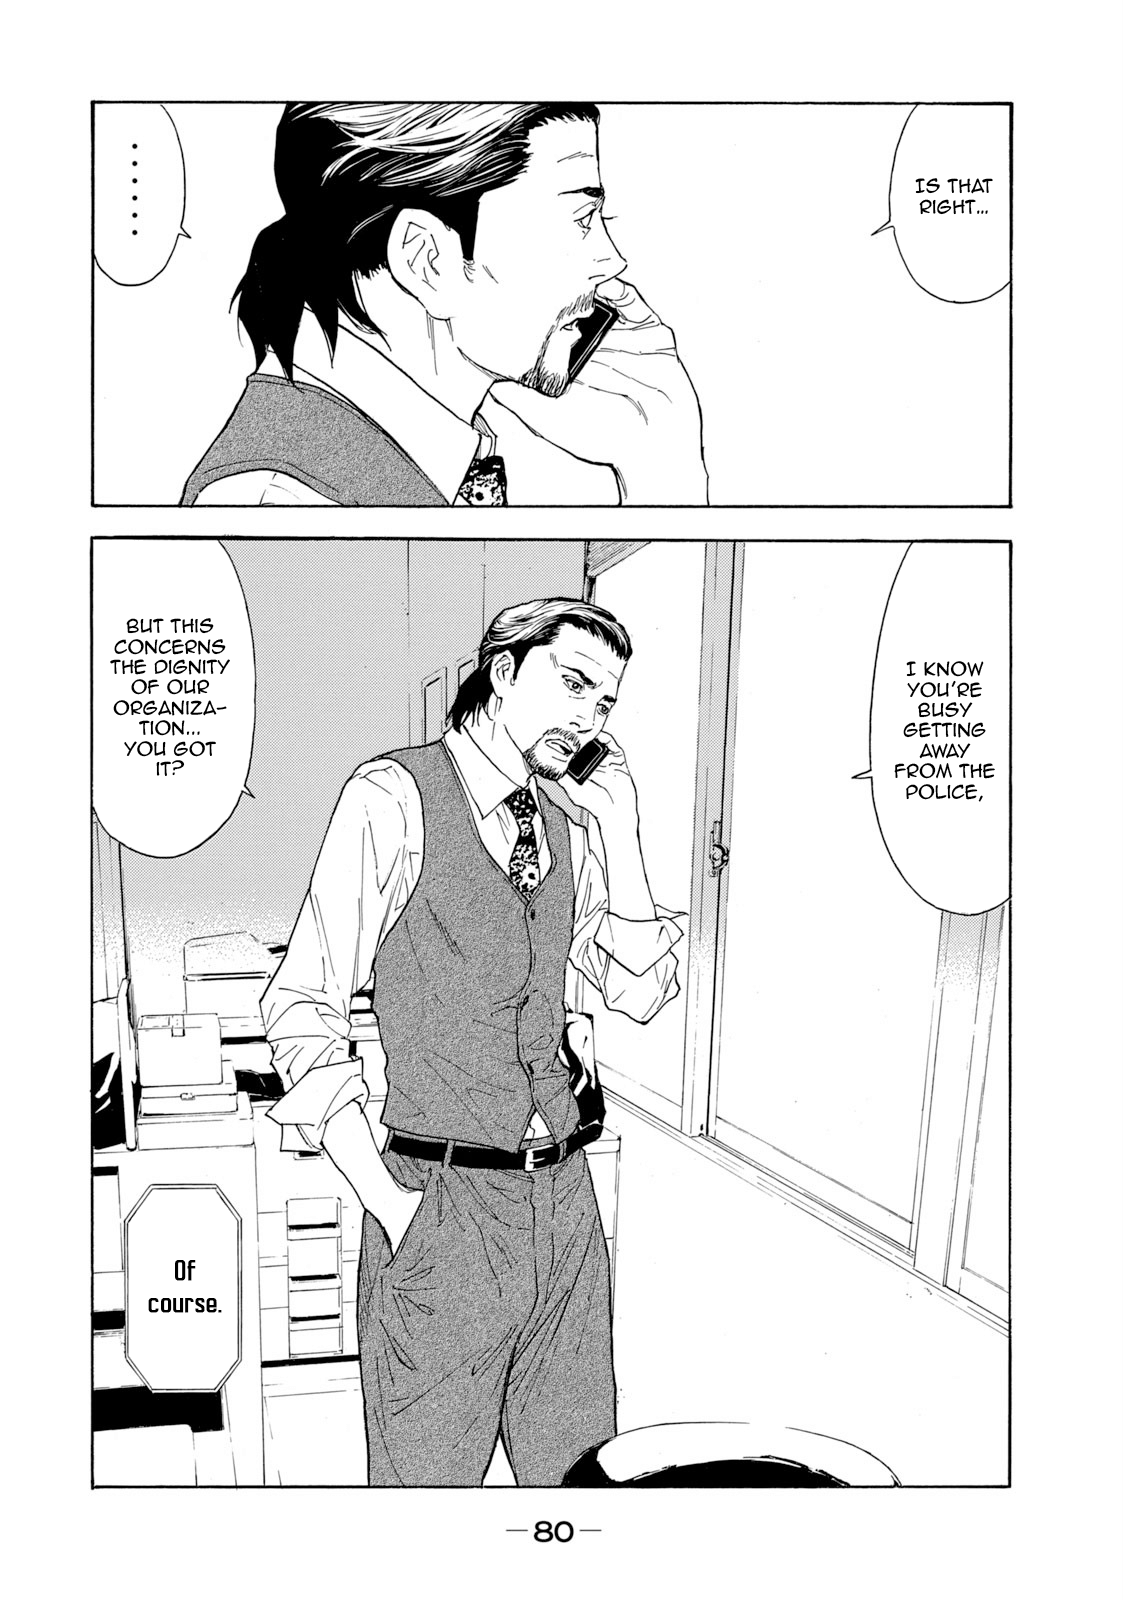 IS THAT
RIGHT...
......
I KNOW
YOU'RE
BUSY
GETTING
AWAY
FROM THE
POLICE,
BUT THIS
CONCERNS
THE DIGNITY
OF OUR
ORGANIZA-
TION...
YOU GOT
IT?
Of
course.
—80—